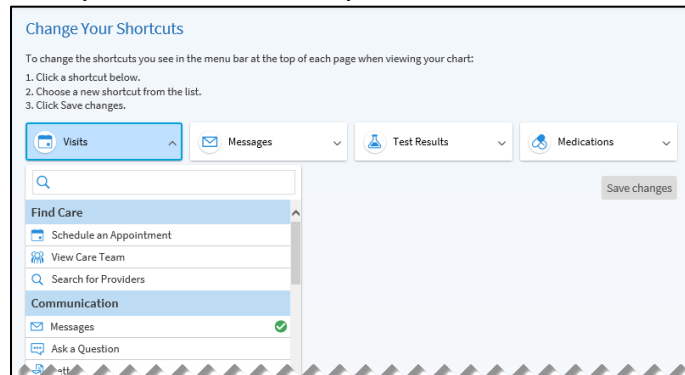 Change Your Shortcuts
To change the shortcuts you see in the menu bar at the top of each page when viewing your chart:
1. Click a shortcut below.
2. Choose a new shortcut from the list.
3. Click Save changes.
Visits
Messages
Test Results
Medications
Save changes
Find Care
Schedule an Appointment
View Care Team
Search for Providers
Communication
Messages
Ask a Question